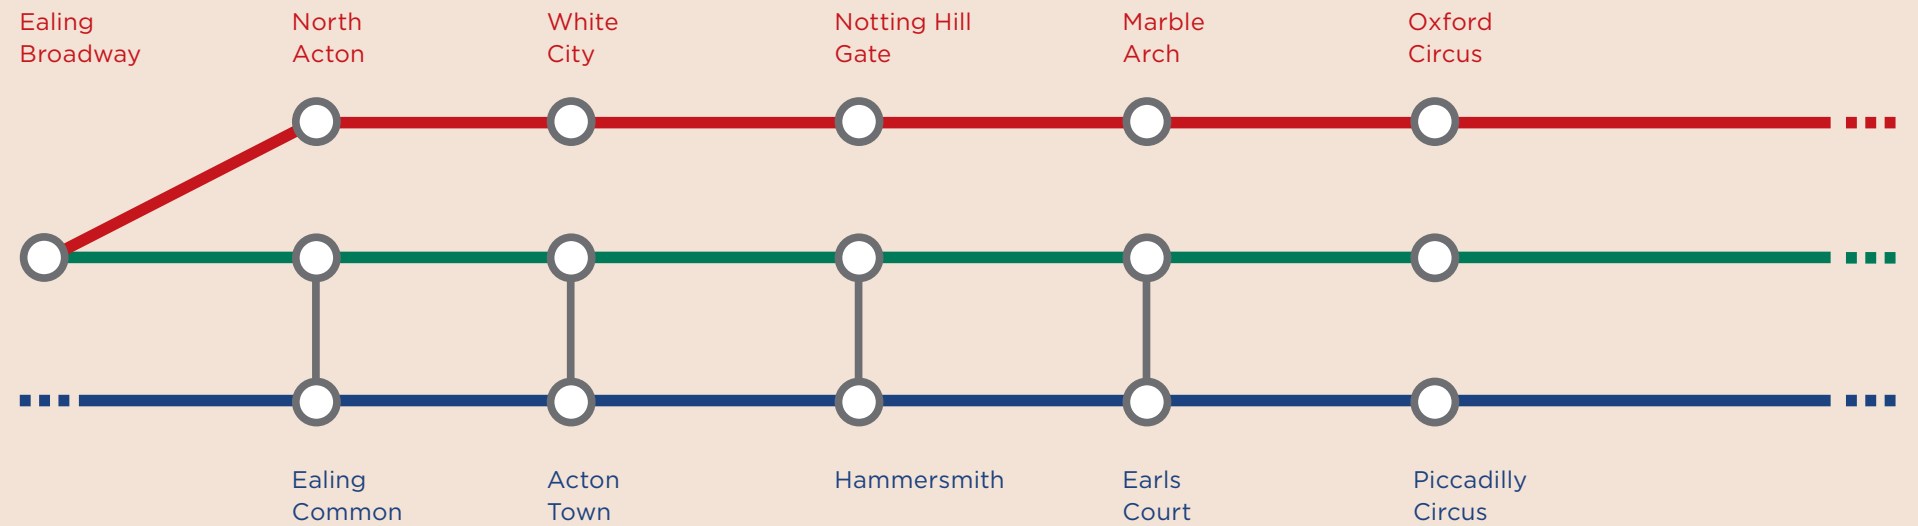 Ealing
Broadway
North
Acton
White
City
Notting Hill
Gate
Marble
Arch
Oxford
Circus
Ealing
Common
Acton
Town
Hammersmith
Earls
Court
Piccadilly
Circus